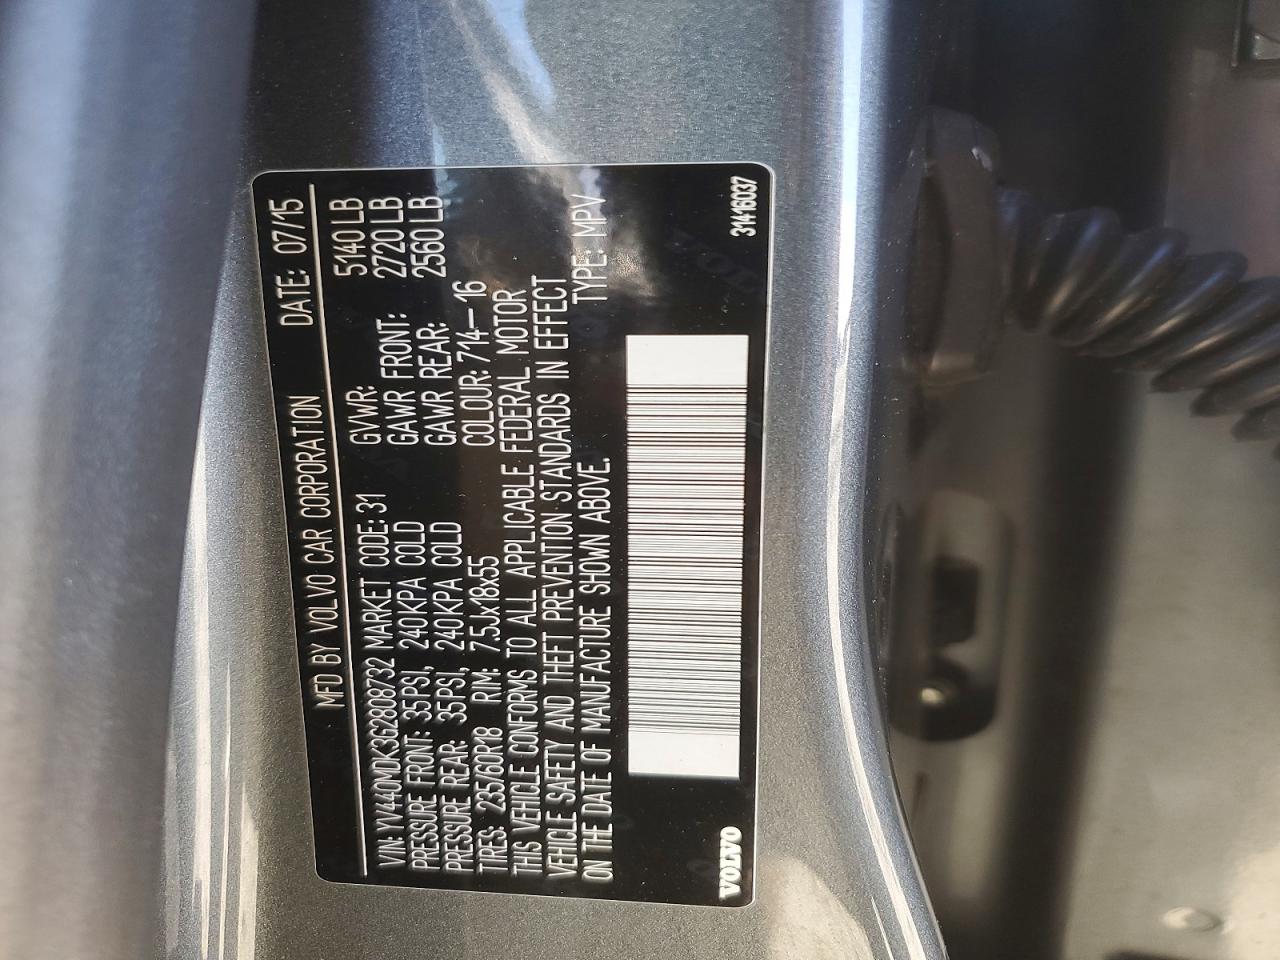 MFD BY VOLVO CAR CORPORATION DATE: 07/15
VIN: YV440MDK3G2808732 MARKET CODE: 31 GVWR: 5140 LB
PRESSURE FRONT: 35PSI, 240KPA COLD GAWR FRONT: 2720 LB
PRESSURE REAR: 35PSI, 240KPA COLD GAWR REAR: 2560 LB
TIRES: 235/60R18 RIM: 7.5Jx18x55 COLOUR: 714-16
THIS VEHICLE CONFORMS TO ALL APPLICABLE FEDERAL MOTOR
VEHICLE SAFETY AND THEFT PREVENTION STANDARDS IN EFFECT
ON THE DATE OF MANUFACTURE SHOWN ABOVE. TYPE: MPV
VOLVO 31416037